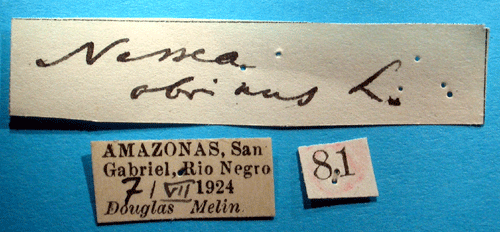 Nessea
obrinus L.
AMAZONAS, San
Gabriel, Rio Negro
7/VII 1924
Douglas Melin
81